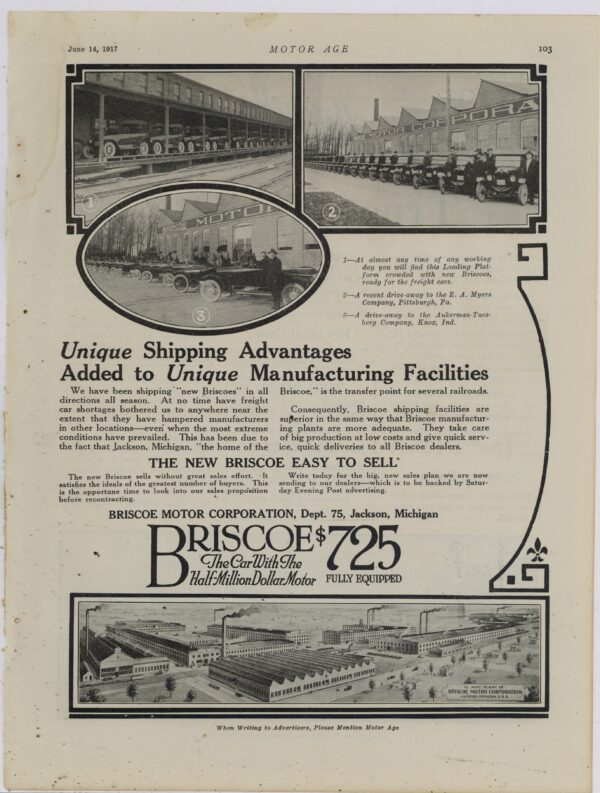 June 14, 1917
MOTOR AGE
103
1
MOTOR CORPORA
2
BRISCOE MOTOR
3
1—At almost any time of any working
day you will find this Loading Plat-
form crowded with new Briscoes,
ready for the freight cars.
2—A recent drive-away to the E. A. Myers
Company, Pittsburgh, Pa.
3—A drive-away to the Aukerman-Tues-
berg Company, Knox, Ind.
Unique Shipping Advantages
Added to Unique Manufacturing Facilities
We have been shipping "new Briscoes" in all
directions all season. At no time have freight
car shortages bothered us to anywhere near the
extent that they have hampered manufacturers
in other locations—even when the most extreme
conditions have prevailed. This has been due to
the fact that Jackson, Michigan, "the home of the
Briscoe," is the transfer point for several railroads.
Consequently, Briscoe shipping facilities are
superior in the same way that Briscoe manufactur-
ing plants are more adequate. They take care
of big production at low costs and give quick serv-
ice, quick deliveries to all Briscoe dealers.
THE NEW BRISCOE EASY TO SELL
The new Briscoe sells without great sales effort. It
satisfies the ideals of the greatest number of buyers. This
is the opportune time to look into our sales proposition
before recontracting.
Write today for the big, new sales plan we are now
sending to our dealers—which is to be backed by Satur-
day Evening Post advertising.
BRISCOE MOTOR CORPORATION, Dept. 75, Jackson, Michigan
BRISCOE $725
The Car With The
Half-Million Dollar Motor
FULLY EQUIPPED
PLANT OF
BRISCOE MOTOR CORPORATION
JACKSON, MICHIGAN, U.S.A.
When Writing to Advertisers, Please Mention Motor Age